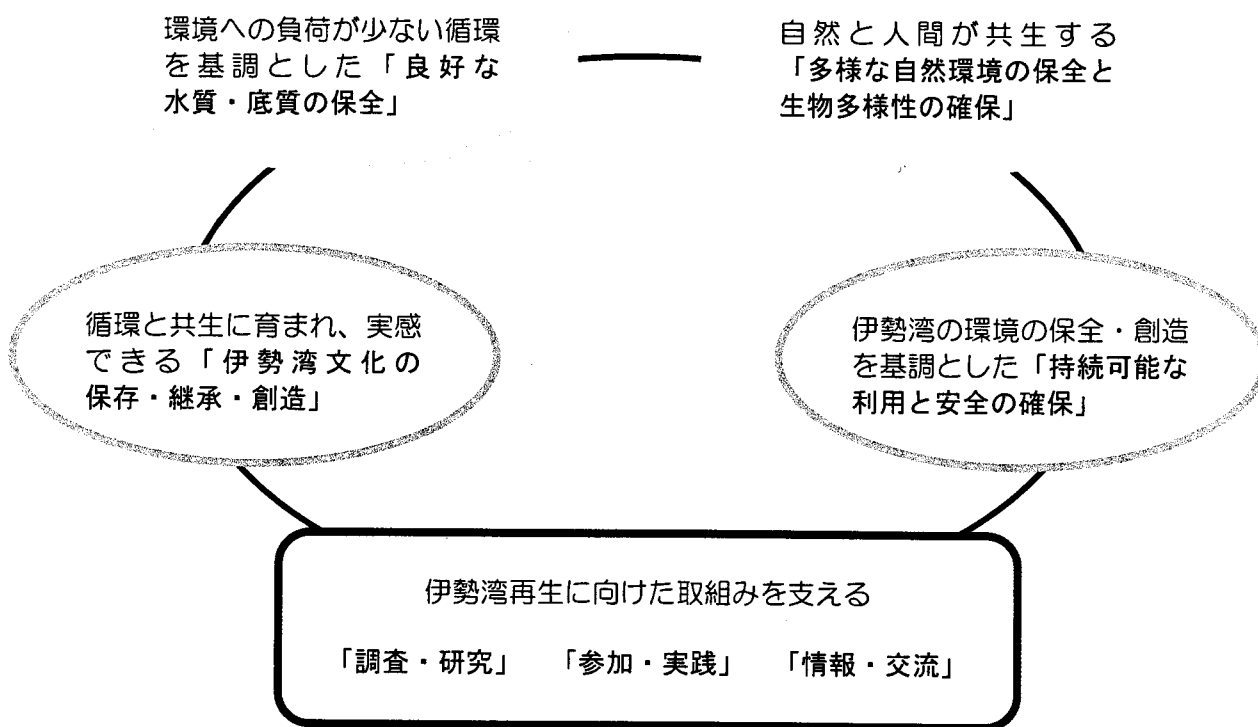 環境への負荷が少ない循環
を基調とした「良好な
水質・底質の保全」
自然と人間が共生する
「多様な自然環境の保全と
生物多様性の確保」
循環と共生に育まれ、実感
できる「伊勢湾文化の
保存・継承・創造」
伊勢湾の環境の保全・創造
を基調とした「持続可能な
利用と安全の確保」
伊勢湾再生に向けた取組みを支える
「調査・研究」 「参加・実践」 「情報・交流」